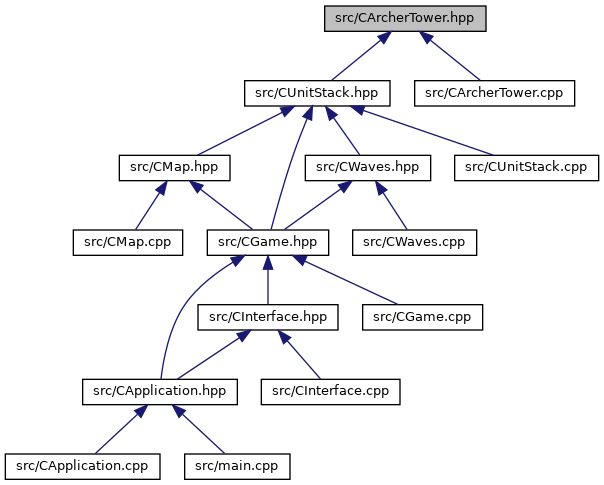 src/CArcherTower.hpp
src/CUnitStack.hpp
src/CArcherTower.cpp
src/CMap.hpp
src/CWaves.hpp
src/CUnitStack.cpp
src/CMap.cpp
src/CGame.hpp
src/CWaves.cpp
src/CInterface.hpp
src/CGame.cpp
src/CApplication.hpp
src/CInterface.cpp
src/CApplication.cpp
src/main.cpp